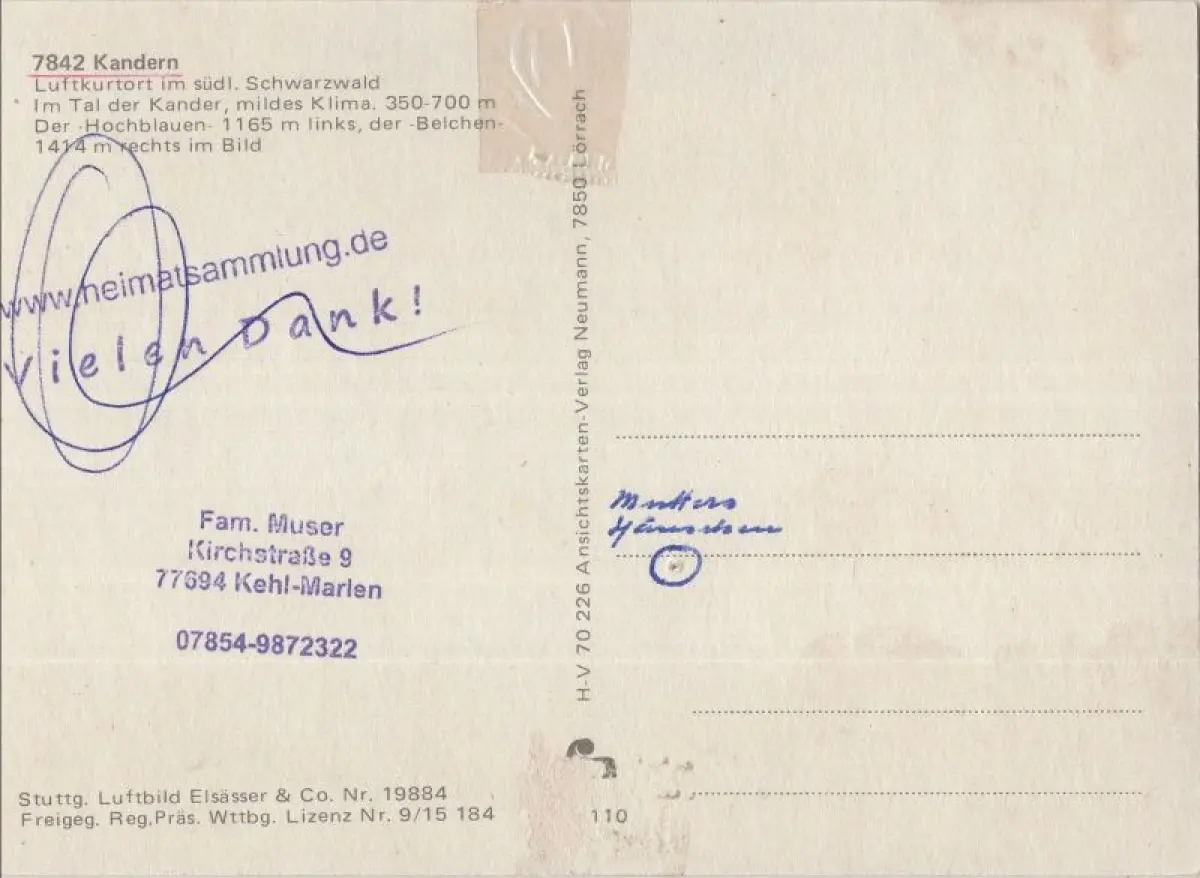 7842 Kandern
Luftkurort im südl. Schwarzwald
Im Tal der Kander, mildes Klima. 350-700 m
Der -Hochblauen- 1165 m links, der -Belchen-
1414 m rechts im Bild
www.heimatsammlung.de
Vielen Dank!
Fam. Muser
Kirchstraße 9
77694 Kehl-Marlen
07854-9872322
Stuttg. Luftbild Elsässer & Co. Nr. 19884
Freigeg. Reg.Präs. Wttbg. Lizenz Nr. 9/15 184
H-V 70 226 Ansichtskarten-Verlag Neumann, 7850 Lörrach
Mutters
Häuschen
110